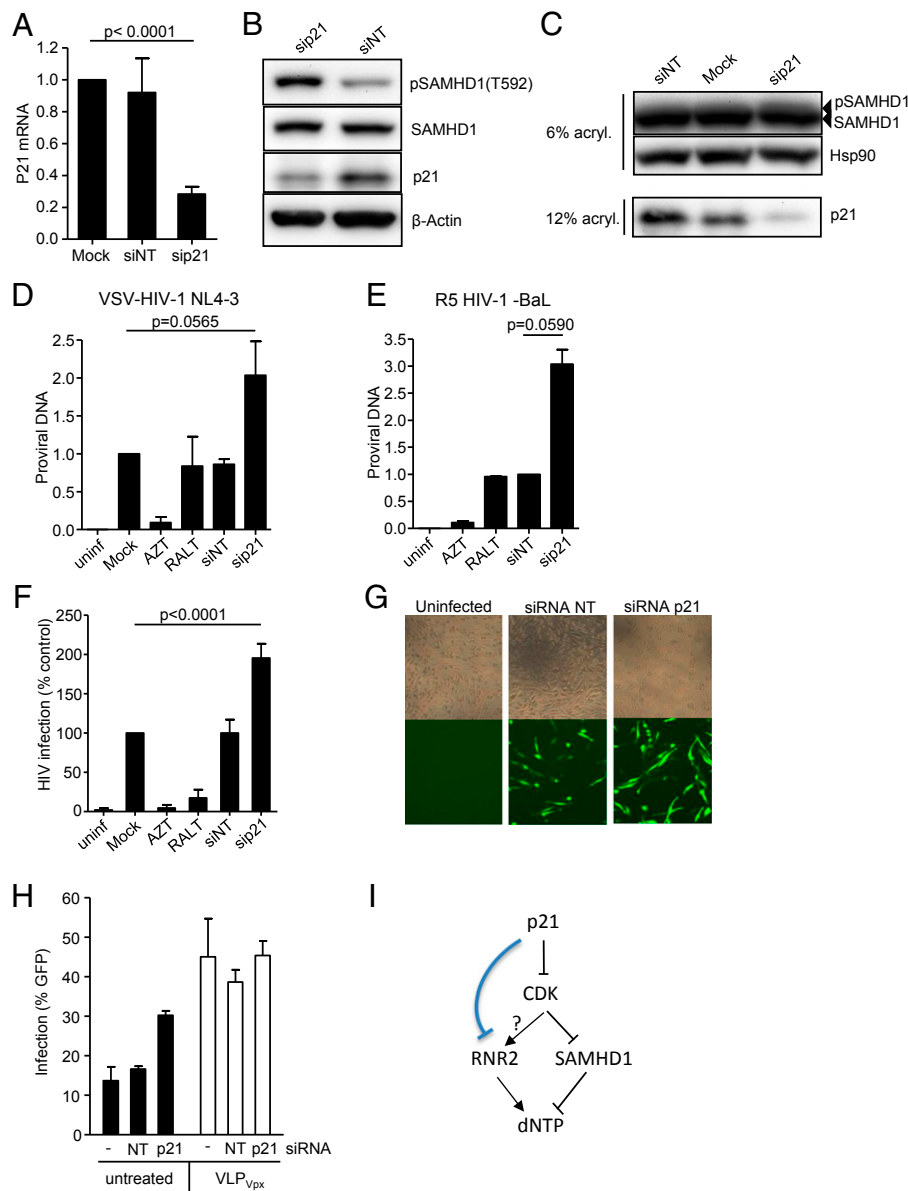 A
p< 0.0001
P21 mRNA
1.2
1.0
0.8
0.6
0.4
0.2
0.0
Mock siNT sip21
B
sip21 siNT
pSAMHD1(T592)
SAMHD1
p21
β-Actin
C
siNT Mock sip21
6% acryl.
pSAMHD1
SAMHD1
Hsp90
12% acryl.
p21
D
VSV-HIV-1 NL4-3
p=0.0565
Proviral DNA
2.5
2.0
1.5
1.0
0.5
0.0
uninf Mock AZT RALT siNT sip21
E
R5 HIV-1 -BaL
p=0.0590
Proviral DNA
3.5
3.0
2.5
2.0
1.5
1.0
0.5
0.0
uninf AZT RALT siNT sip21
F
p<0.0001
HIV infection (% control)
250
200
150
100
50
0
uninf Mock AZT RALT siNT sip21
G
Uninfected siRNA NT siRNA p21
H
Infection (% GFP)
60
50
40
30
20
10
0
- NT p21 - NT p21 siRNA
untreated VLPVpx
I
p21
CDK
?
RNR2 SAMHD1
dNTP